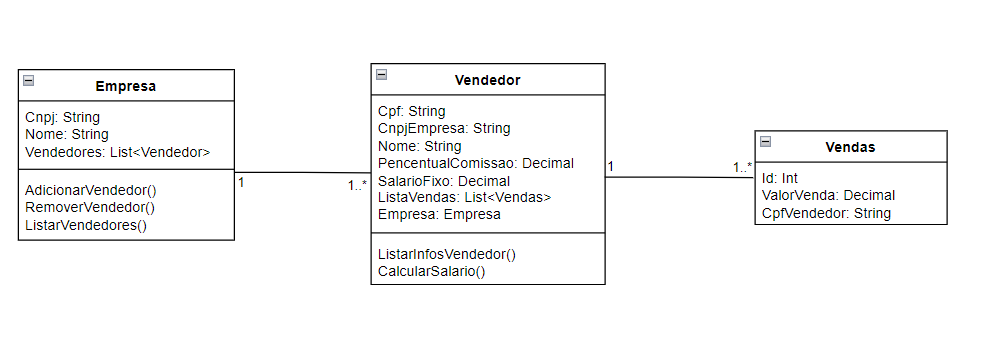 Empresa
Cnpj: String
Nome: String
Vendedores: List<Vendedor>
AdicionarVendedor()
RemoverVendedor()
ListarVendedores()
1
1..*
Vendedor
Cpf: String
CnpjEmpresa: String
Nome: String
PencentualComissao: Decimal
SalarioFixo: Decimal
ListaVendas: List<Vendas>
Empresa: Empresa
ListarInfosVendedor()
CalcularSalario()
1
1..*
Vendas
Id: Int
ValorVenda: Decimal
CpfVendedor: String